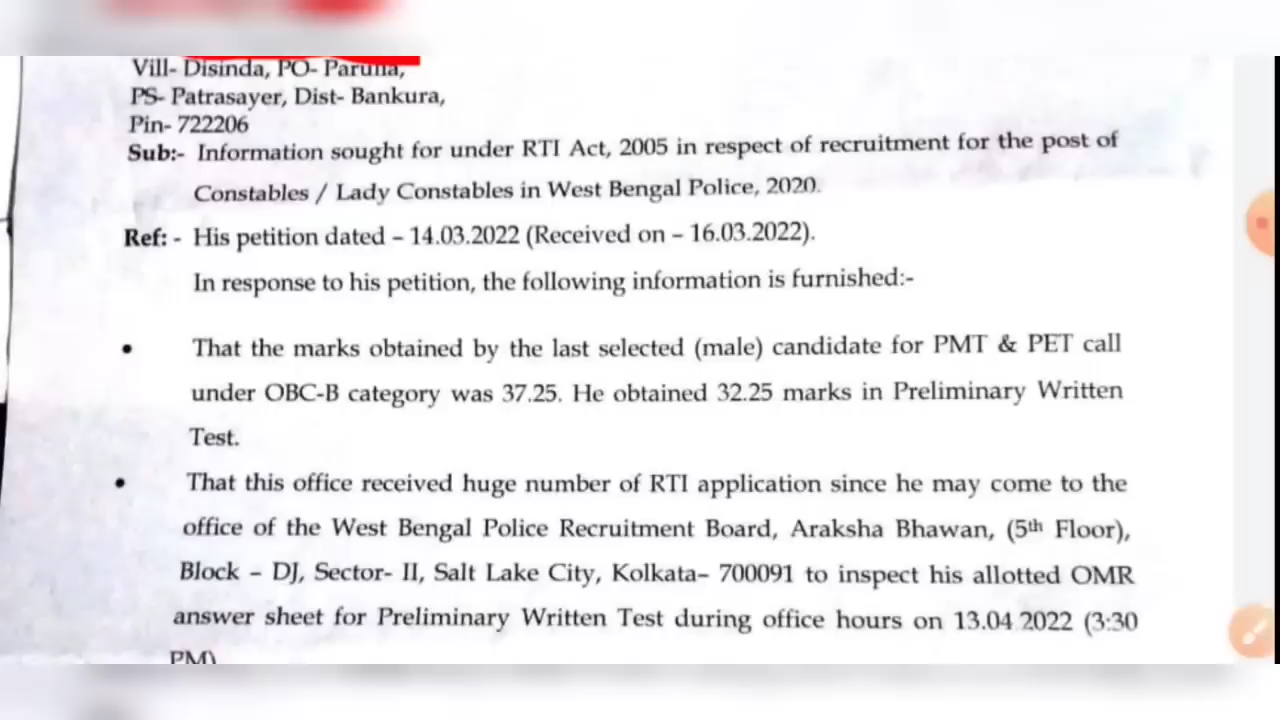 Vill- Disinda, PO- Paruna,
PS- Patrasayer, Dist- Bankura,
Pin- 722206
Sub:- Information sought for under RTI Act, 2005 in respect of recruitment for the post of
Constables / Lady Constables in West Bengal Police, 2020.
Ref: - His petition dated – 14.03.2022 (Received on – 16.03.2022).
In response to his petition, the following information is furnished:-
• That the marks obtained by the last selected (male) candidate for PMT & PET call
under OBC-B category was 37.25. He obtained 32.25 marks in Preliminary Written
Test.
• That this office received huge number of RTI application since he may come to the
office of the West Bengal Police Recruitment Board, Araksha Bhawan, (5th Floor),
Block – DJ, Sector- II, Salt Lake City, Kolkata– 700091 to inspect his allotted OMR
answer sheet for Preliminary Written Test during office hours on 13.04.2022 (3:30
PM)